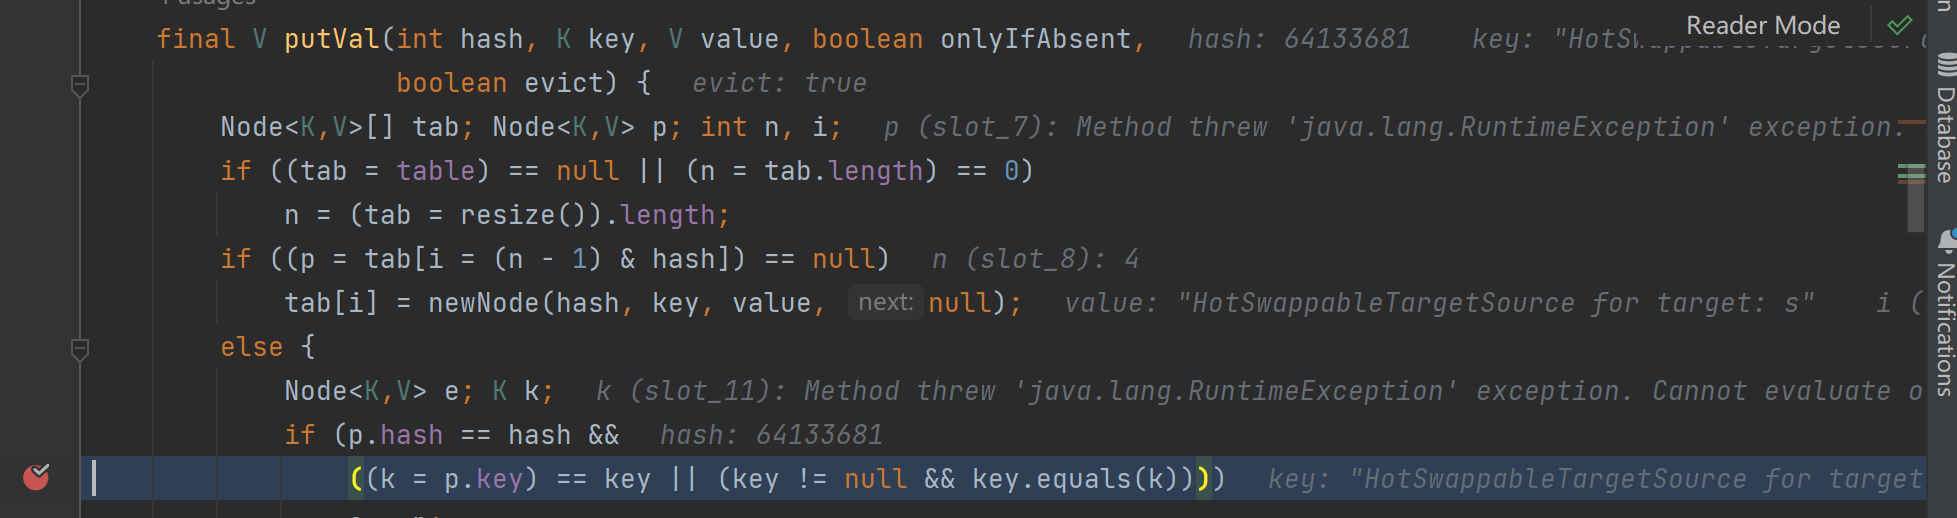 final V putVal(int hash, K key, V value, boolean onlyIfAbsent,   hash: 64133681   key:
Reader Mode
boolean evict) {   evict: true
Node<K,V>[] tab; Node<K,V> p; int n, i;   p (slot_7): Method threw 'java.lang.RuntimeException' exception.
if ((tab = table) == null || (n = tab.length) == 0)
n = (tab = resize()).length;
if ((p = tab[i = (n - 1) & hash]) == null)   n (slot_8): 4
tab[i] = newNode(hash, key, value, next: null);   value: "HotSwappableTargetSource for target: s"   i (
else {
Node<K,V> e; K k;   k (slot_11): Method threw 'java.lang.RuntimeException' exception. Cannot evaluate o
if (p.hash == hash &&   hash: 64133681
((k = p.key) == key || (key != null && key.equals(k))))   key: "HotSwappableTargetSource for target
Database
Notifications